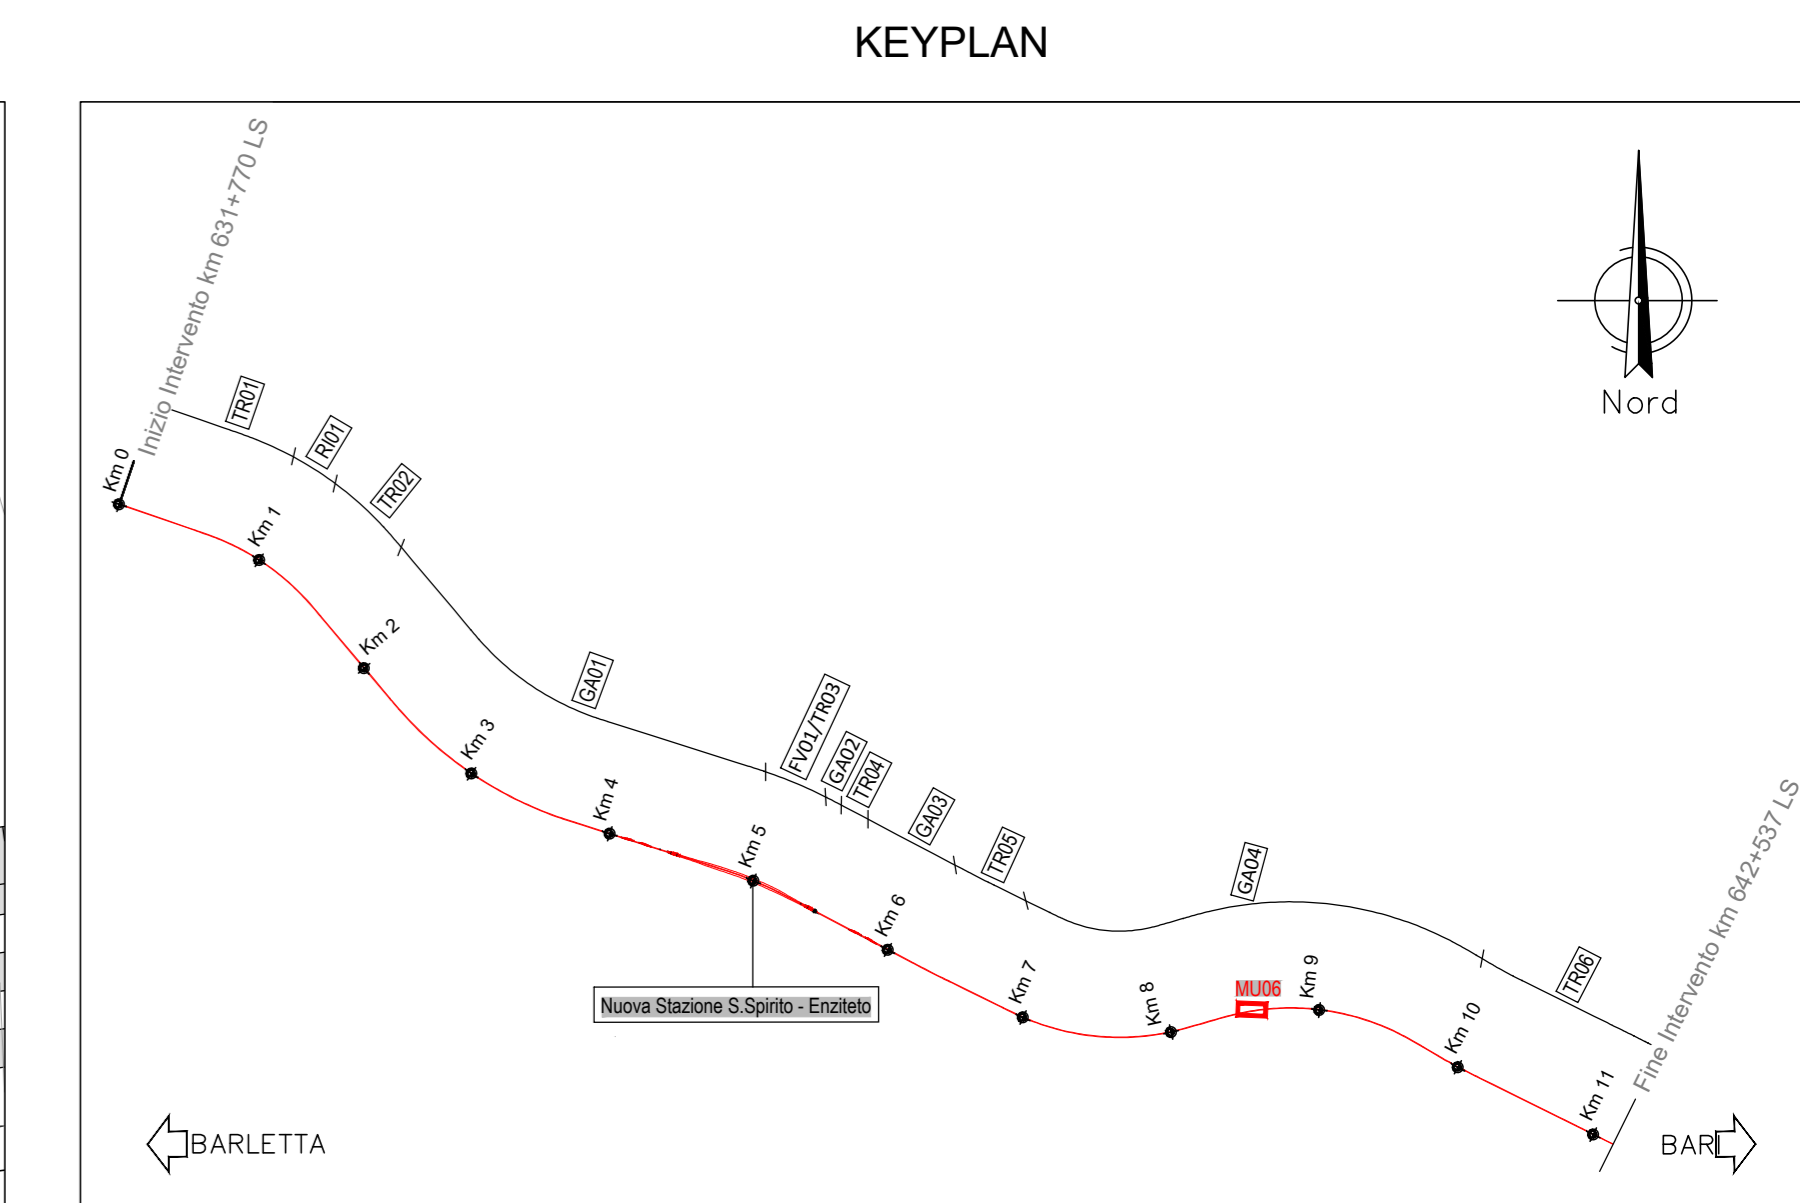 KEYPLAN
Inizio Intervento km 631+770 LS
Nord
TR01
RI01
TR02
GA01
FV01/TR03
GA02
TR04
GA03
TR05
GA04
TR06
Km 0
Km 1
Km 2
Km 3
Km 4
Km 5
Km 6
Km 7
Km 8
MU06
Km 9
Km 10
Km 11
Nuova Stazione S.Spirito - Enziteto
Fine Intervento km 642+537 LS
BARLETTA
BARI